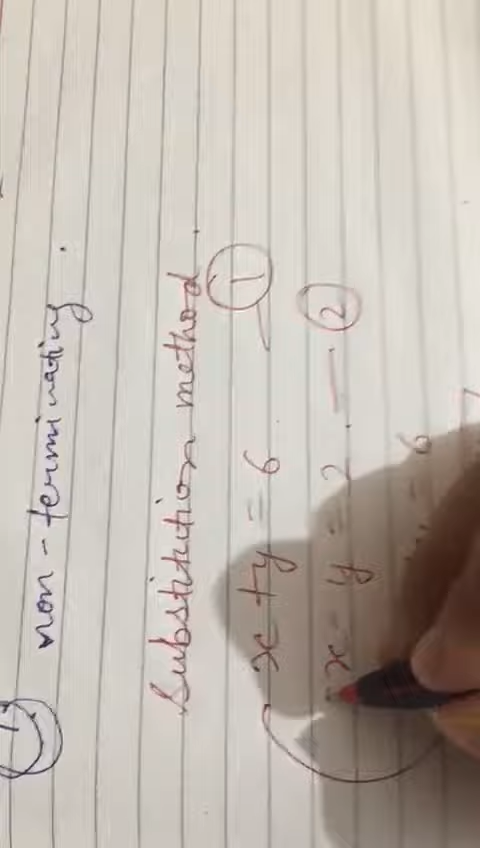 non-terminating.
Substitution method.
x + y = 6 — ①
x - y = 2. — ②